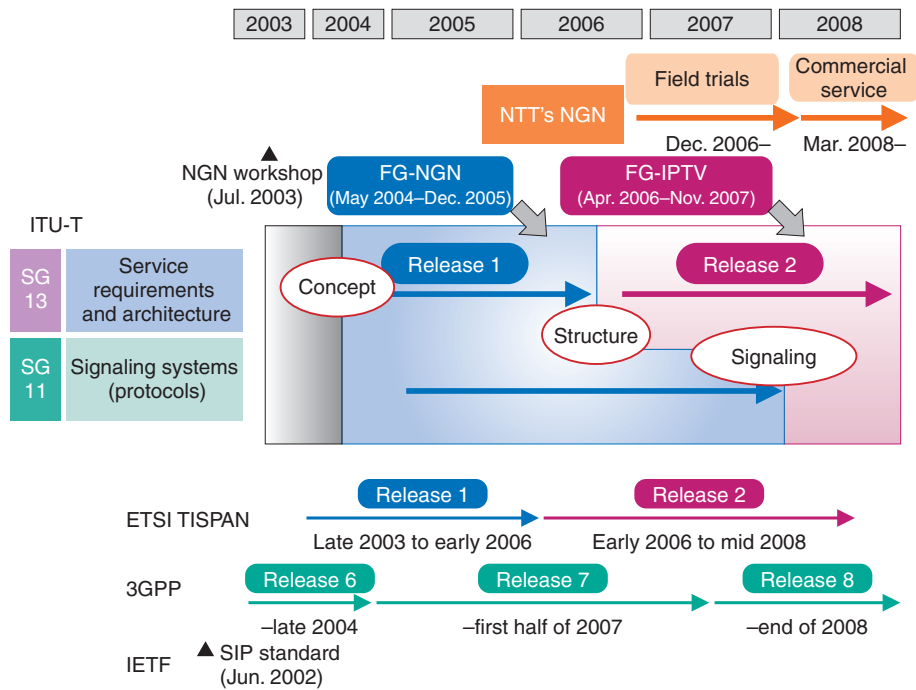 2003 2004 2005 2006 2007 2008
NTT's NGN
Field trials
Commercial
service
Dec. 2006–
Mar. 2008–
NGN workshop
(Jul. 2003)
FG-NGN
(May 2004–Dec. 2005)
FG-IPTV
(Apr. 2006–Nov. 2007)
ITU-T
SG
13
Service
requirements
and architecture
Concept
Release 1
Release 2
Structure
Signaling
SG
11
Signaling systems
(protocols)
ETSI TISPAN
Release 1
Late 2003 to early 2006
Release 2
Early 2006 to mid 2008
3GPP
Release 6
–late 2004
Release 7
–first half of 2007
Release 8
–end of 2008
IETF
▲ SIP standard
(Jun. 2002)